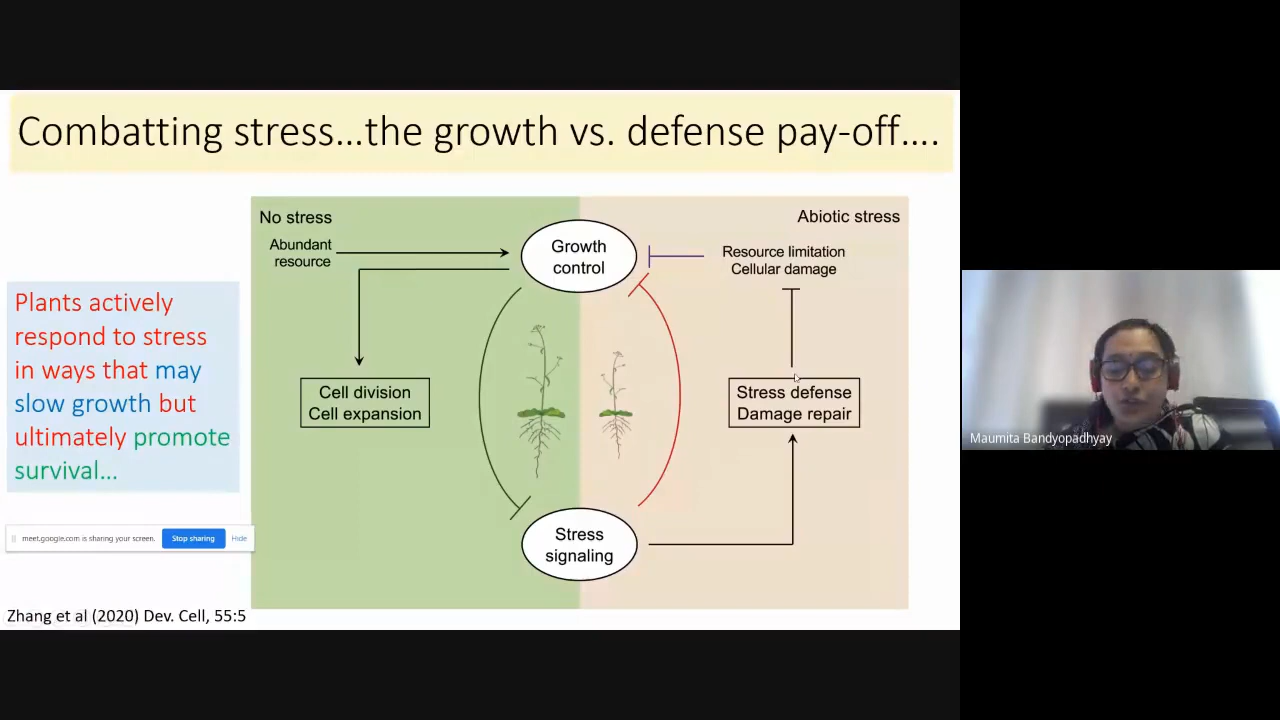 Combatting stress...the growth vs. defense pay-off....
No stress
Abiotic stress
Abundant
resource
Growth
control
Resource limitation
Cellular damage
Plants actively
respond to stress
in ways that may
slow growth but
ultimately promote
survival...
Cell division
Cell expansion
Stress defense
Damage repair
Maumita Bandyopadhyay
Stress
signaling
meet.google.com is sharing your screen.
Stop sharing
Hide
Zhang et al (2020) Dev. Cell, 55:5